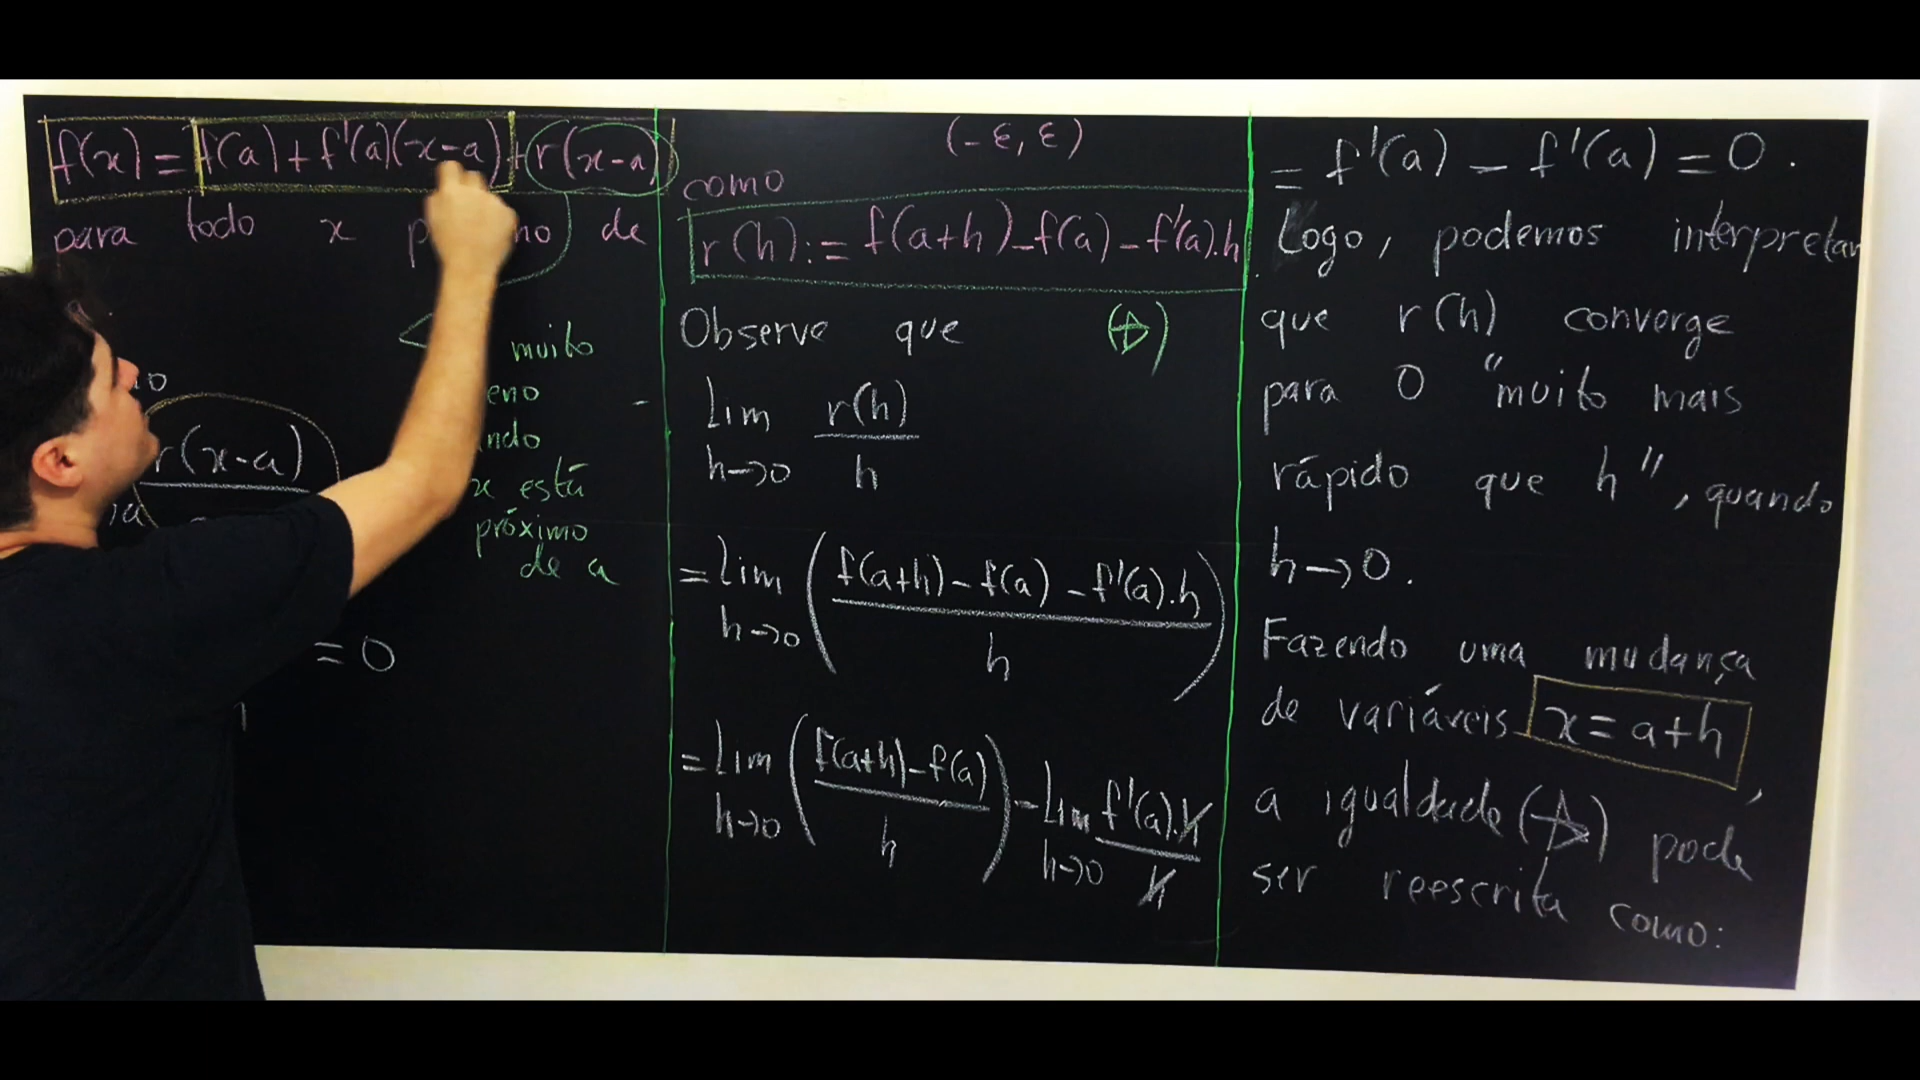 f(x) = f(a) + f'(a)(x-a) + r(x-a)
para todo x de
muito
x está
próximo
de a
r(x-a)
= 0
(-ε, ε)
como
r(h) := f(a+h) - f(a) - f'(a).h
Observe que (☆)
Lim r(h)
h→0 h
= Lim ( f(a+h) - f(a) - f'(a).h )
h→0 h
= Lim ( f(a+h) - f(a) ) - Lim f'(a).h
h→0 h h→0 h
= f'(a) - f'(a) = 0.
Logo, podemos interpretar
que r(h) converge
para 0 "muito mais
rápido que h", quando
h→0.
Fazendo uma mudança
de variáveis x = a+h,
a igualdade (☆) pode
ser reescrita como: